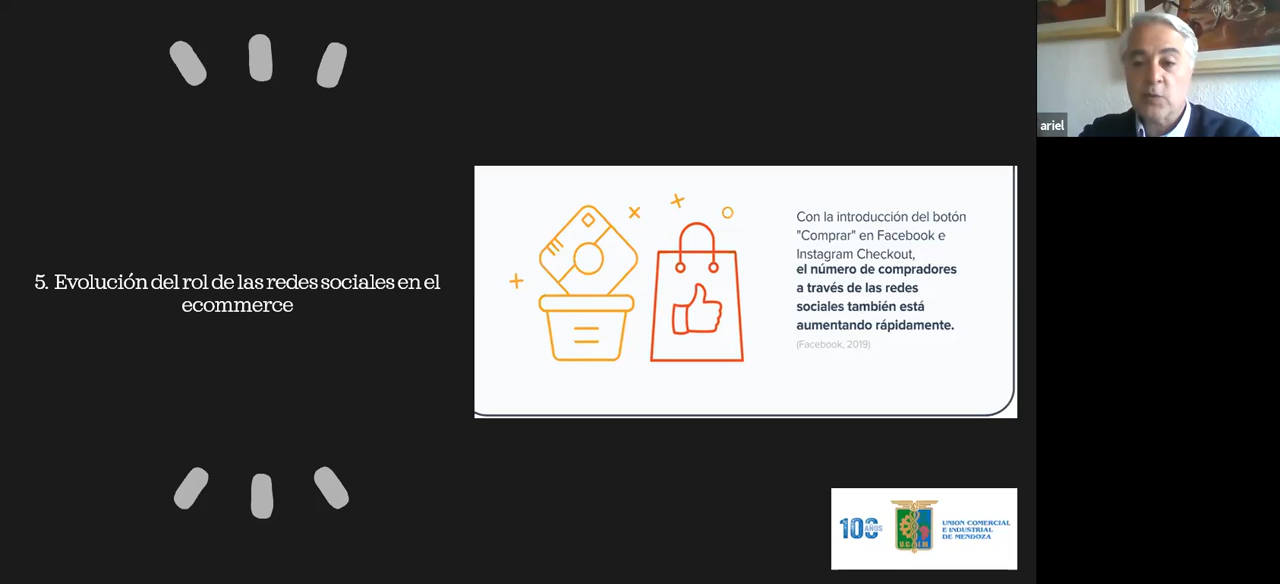 5. Evolución del rol de las redes sociales en el
ecommerce
Con la introducción del botón
"Comprar" en Facebook e
Instagram Checkout,
el número de compradores
a través de las redes
sociales también está
aumentando rápidamente.
(Facebook, 2019)
100 AÑOS
U.C.I.M
UNION COMERCIAL
E INDUSTRIAL
DE MENDOZA
ariel